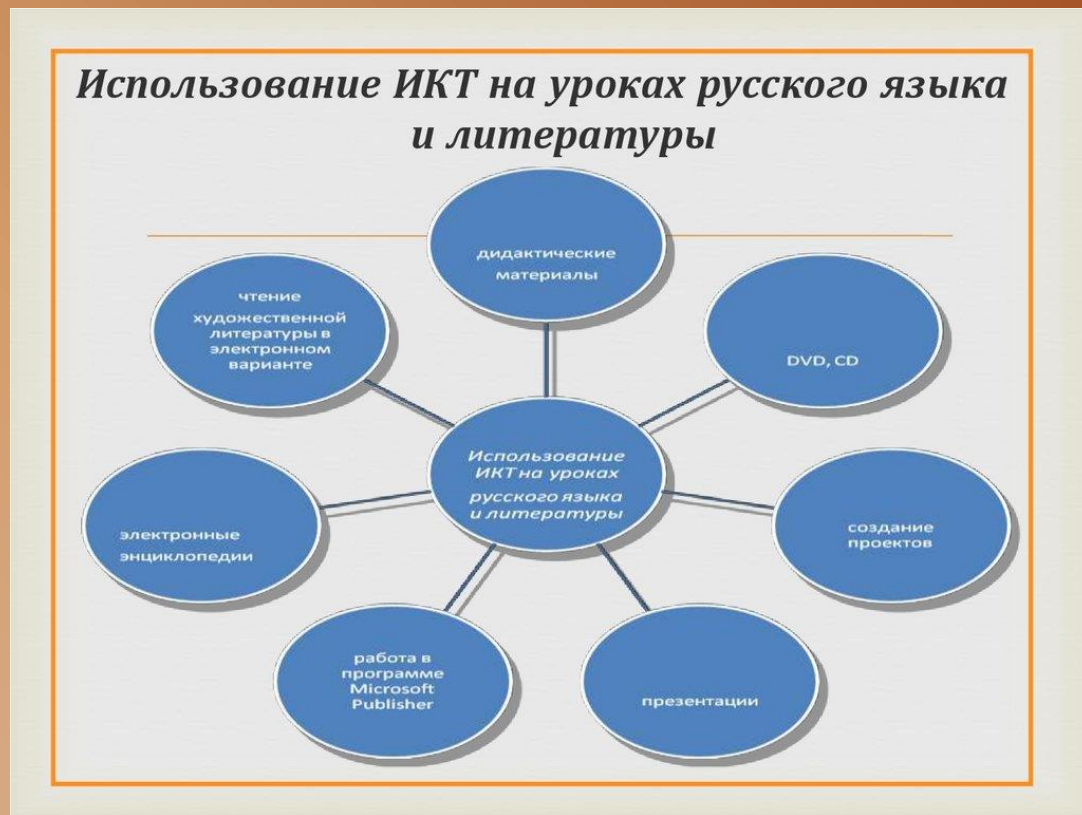 Использование ИКТ на уроках русского языка
и литературы
дидактические
материалы
DVD, CD
создание
проектов
презентации
работа в
программе
Microsoft
Publisher
электронные
энциклопедии
чтение
художественной
литературы в
электронном
варианте
Использование
ИКТ на уроках
русского языка
и литературы